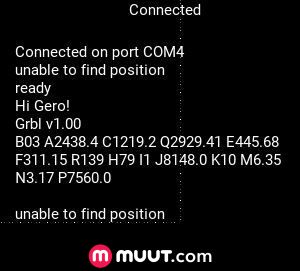 Connected
Connected on port COM4
unable to find position
ready
Hi Gero!
Grbl v1.00
B03 A2438.4 C1219.2 Q2929.41 E445.68
F311.15 R139 H79 I1 J8148.0 K10 M6.35
N3.17 P7560.0
unable to find position
muut.com